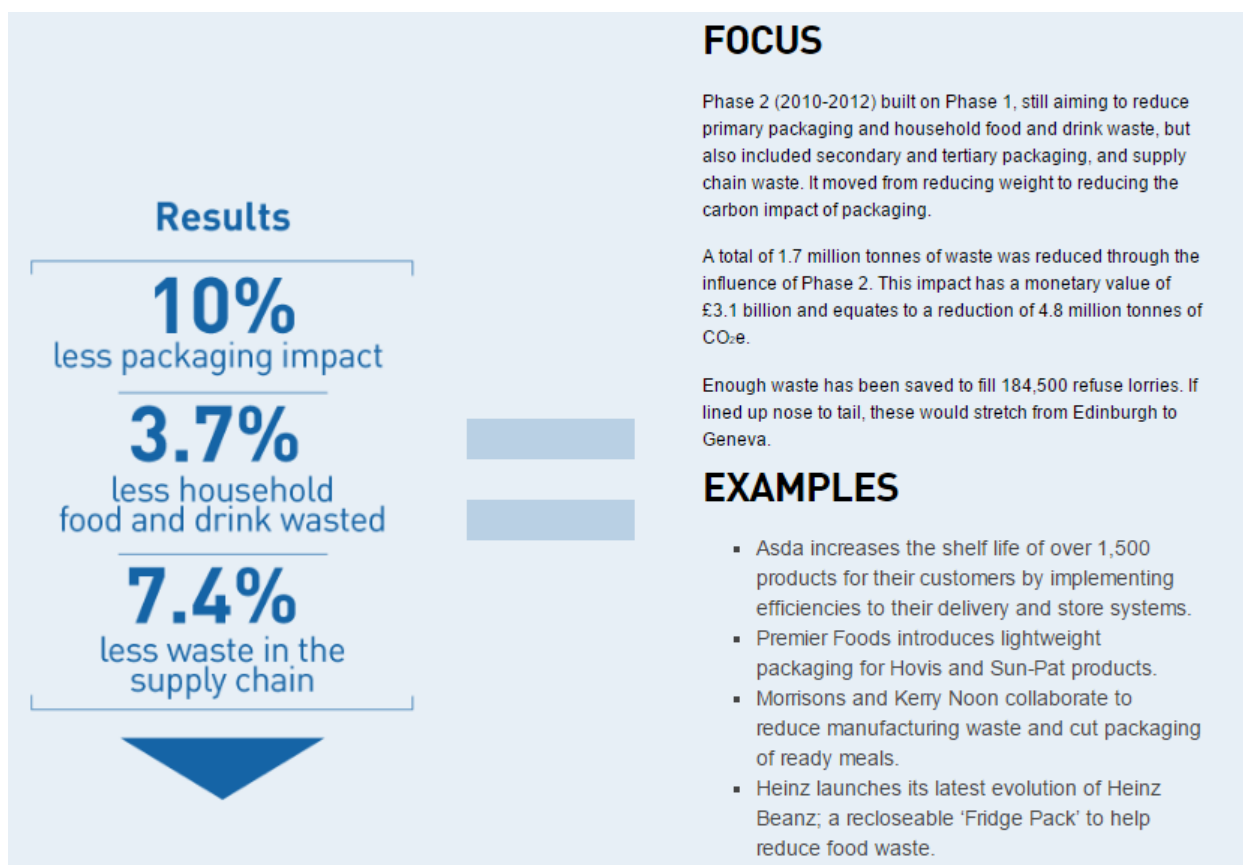 Results
10%
less packaging impact
3.7%
less household
food and drink wasted
7.4%
less waste in the
supply chain
FOCUS
Phase 2 (2010-2012) built on Phase 1, still aiming to reduce
primary packaging and household food and drink waste, but
also included secondary and tertiary packaging, and supply
chain waste. It moved from reducing weight to reducing the
carbon impact of packaging.
A total of 1.7 million tonnes of waste was reduced through the
influence of Phase 2. This impact has a monetary value of
£3.1 billion and equates to a reduction of 4.8 million tonnes of
CO₂e.
Enough waste has been saved to fill 184,500 refuse lorries. If
lined up nose to tail, these would stretch from Edinburgh to
Geneva.
EXAMPLES
▪ Asda increases the shelf life of over 1,500
products for their customers by implementing
efficiencies to their delivery and store systems.
▪ Premier Foods introduces lightweight
packaging for Hovis and Sun-Pat products.
▪ Morrisons and Kerry Noon collaborate to
reduce manufacturing waste and cut packaging
of ready meals.
▪ Heinz launches its latest evolution of Heinz
Beanz; a recloseable ‘Fridge Pack’ to help
reduce food waste.